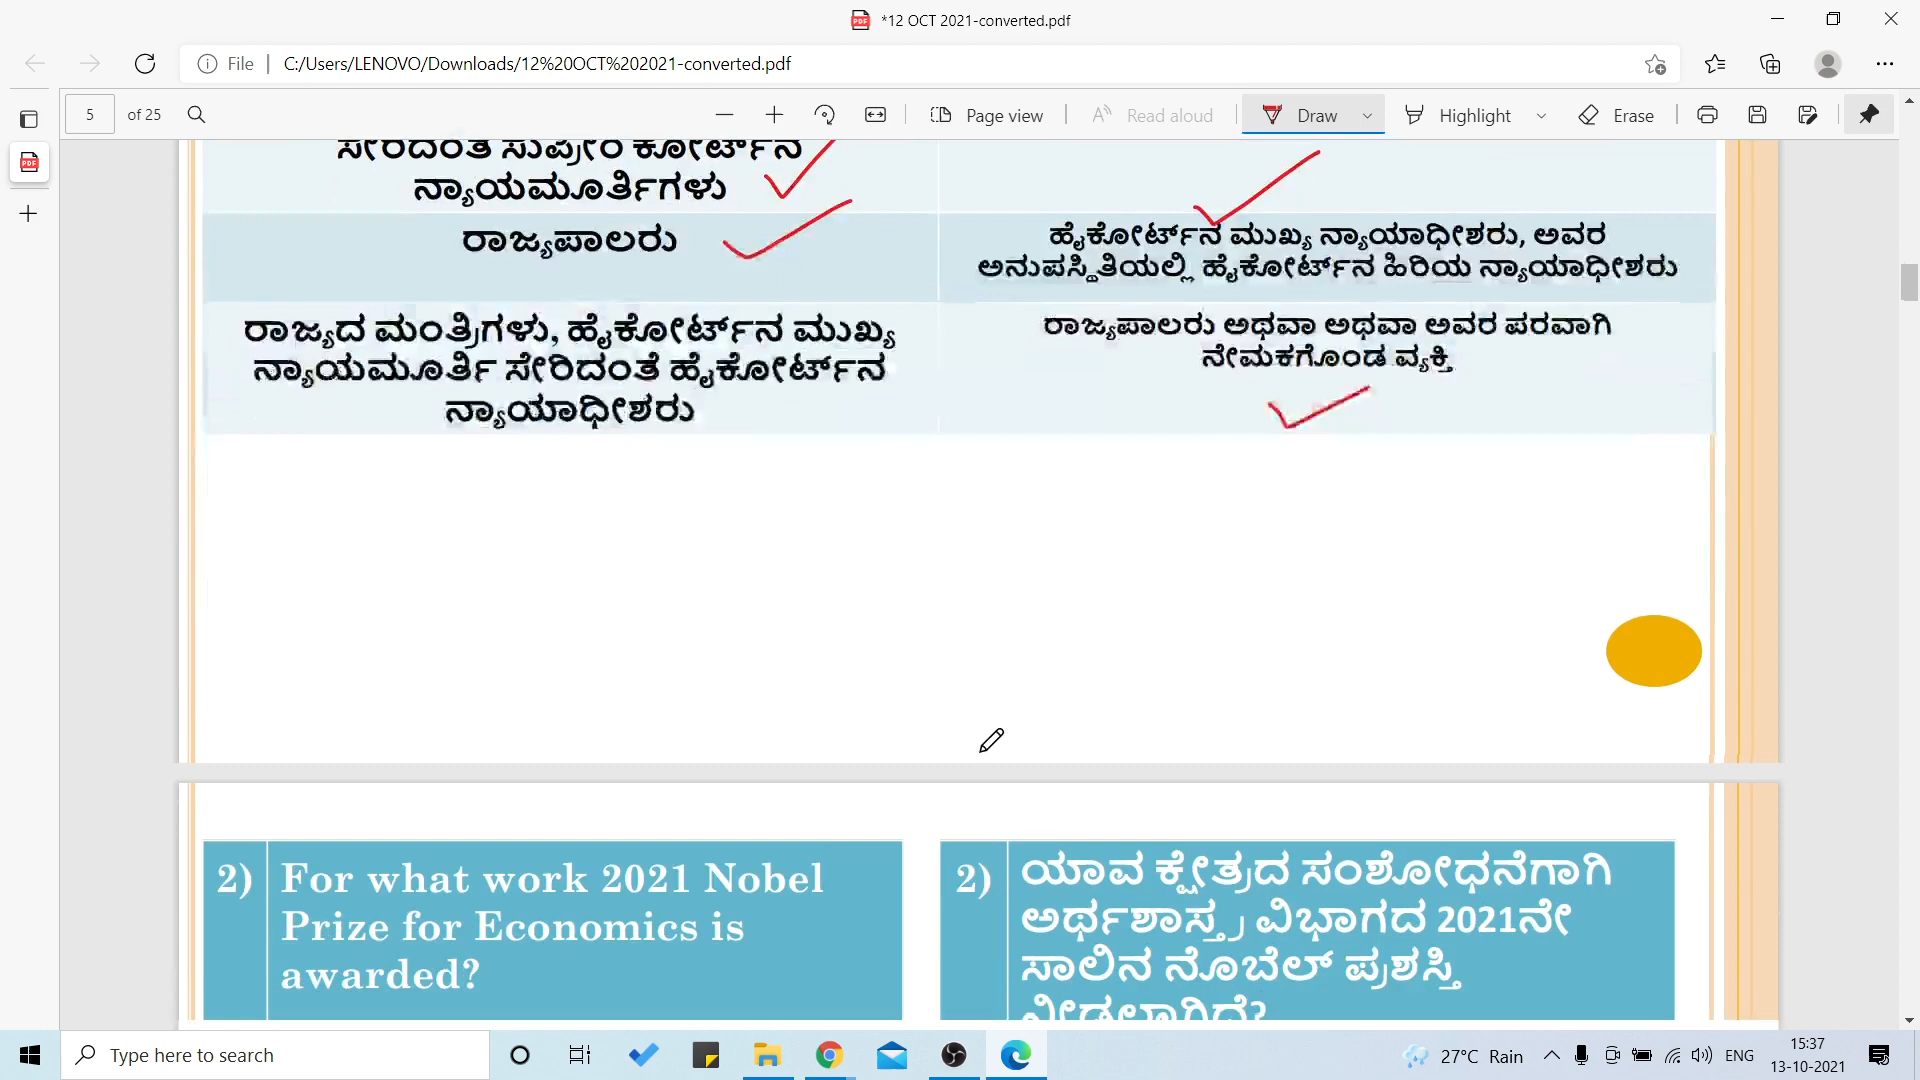 *12 OCT 2021-converted.pdf
File
C:/Users/LENOVO/Downloads/12%20OCT%202021-converted.pdf
5 of 25
Page view
Read aloud
Draw
Highlight
Erase
ಸೇರಿದಂತೆ ಸುಪ್ರೀಂ ಕೋರ್ಟ್‌ನ
ನ್ಯಾಯಮೂರ್ತಿಗಳು
ರಾಜ್ಯಪಾಲರು
ಹೈಕೋರ್ಟ್‌ನ ಮುಖ್ಯ ನ್ಯಾಯಾಧೀಶರು, ಅವರ
ಅನುಪಸ್ಥಿತಿಯಲ್ಲಿ ಹೈಕೋರ್ಟ್‌ನ ಹಿರಿಯ ನ್ಯಾಯಾಧೀಶರು
ರಾಜ್ಯದ ಮಂತ್ರಿಗಳು, ಹೈಕೋರ್ಟ್‌ನ ಮುಖ್ಯ
ನ್ಯಾಯಮೂರ್ತಿ ಸೇರಿದಂತೆ ಹೈಕೋರ್ಟ್‌ನ
ನ್ಯಾಯಾಧೀಶರು
ರಾಜ್ಯಪಾಲರು ಅಥವಾ ಅಥವಾ ಅವರ ಪರವಾಗಿ
ನೇಮಕಗೊಂಡ ವ್ಯಕ್ತಿ
2) For what work 2021 Nobel
Prize for Economics is
awarded?
2) ಯಾವ ಕ್ಷೇತ್ರದ ಸಂಶೋಧನೆಗಾಗಿ
ಅರ್ಥಶಾಸ್ತ್ರ ವಿಭಾಗದ 2021ನೇ
ಸಾಲಿನ ನೊಬೆಲ್ ಪ್ರಶಸ್ತಿ
ನೀಡಲಾಗಿದೆ?
Type here to search
27°C Rain
ENG
15:37
13-10-2021